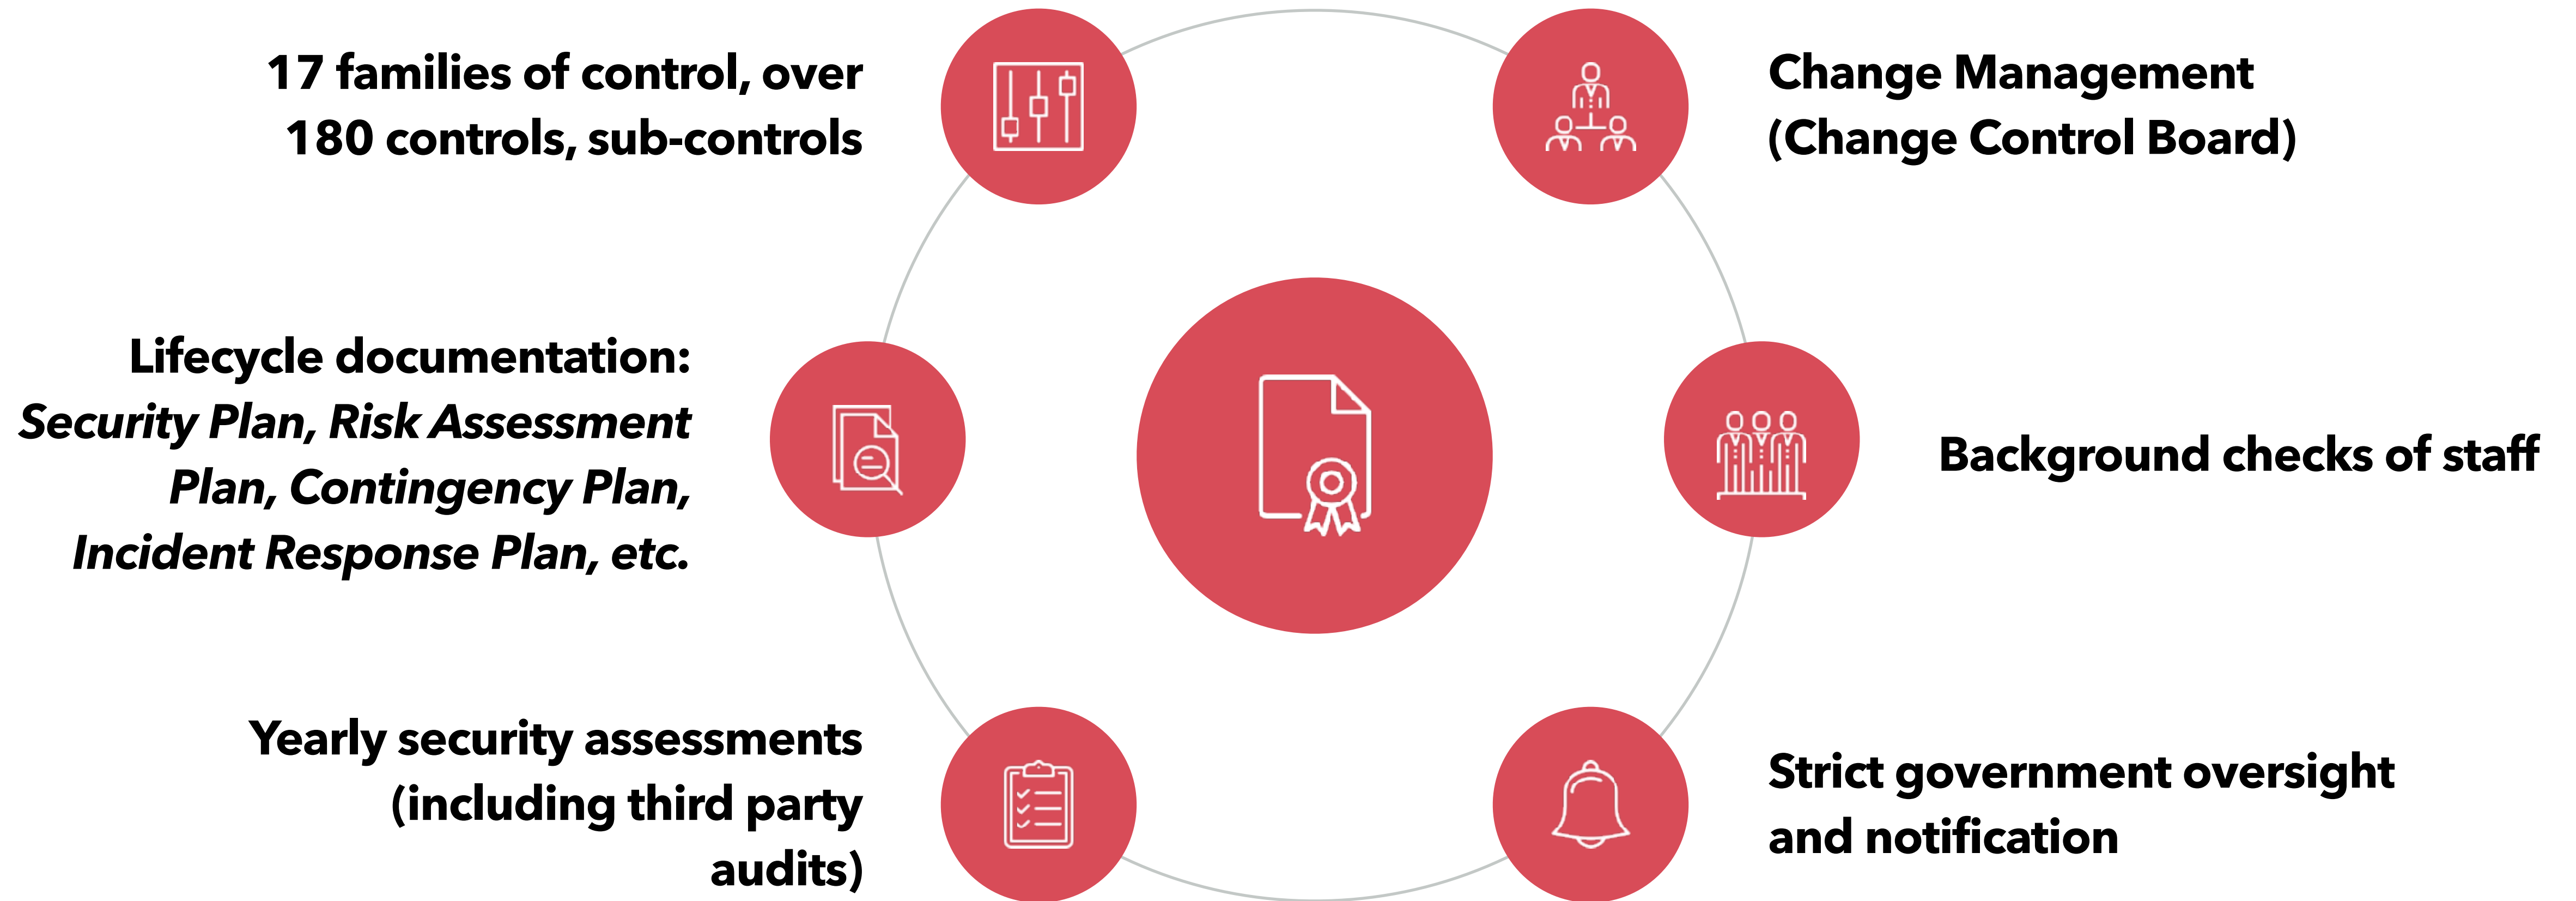 17 families of control, over
180 controls, sub-controls
Change Management
(Change Control Board)
Lifecycle documentation:
Security Plan, Risk Assessment
Plan, Contingency Plan,
Incident Response Plan, etc.
Background checks of staff
Yearly security assessments
(including third party
audits)
Strict government oversight
and notification